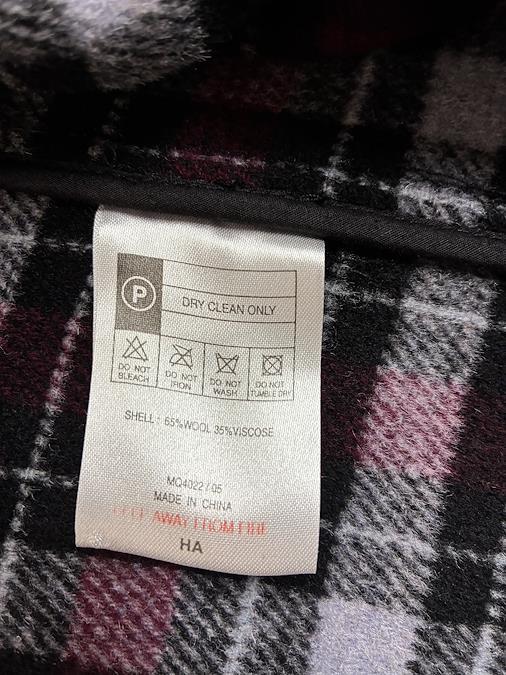 P
DRY CLEAN ONLY
DO NOT BLEACH
DO NOT IRON
DO NOT WASH
DO NOT TUMBLE DRY
SHELL : 65%WOOL 35%VISCOSE
MQ4022 / 05
MADE IN CHINA
KEEP AWAY FROM FIRE
HA